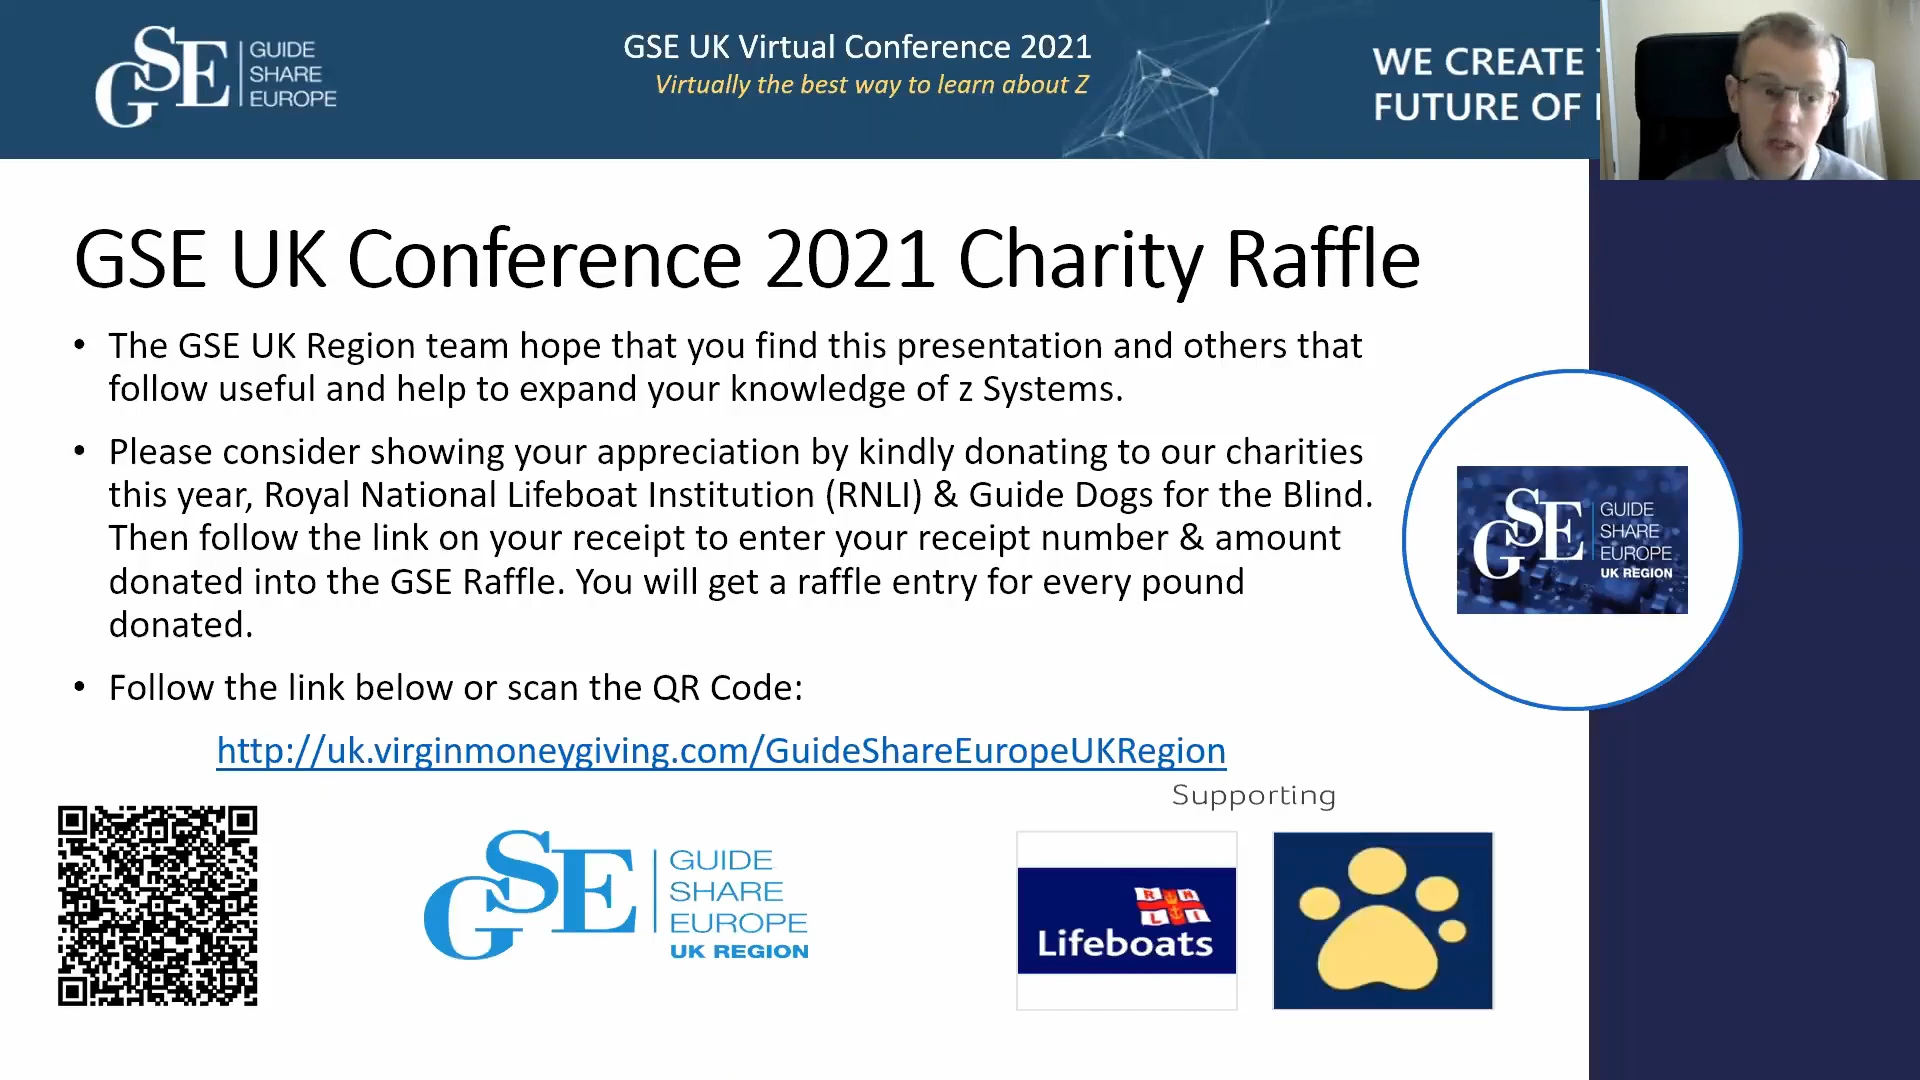 GSE
GUIDE
SHARE
EUROPE
GSE UK Virtual Conference 2021
Virtually the best way to learn about Z
WE CREATE
FUTURE OF
GSE UK Conference 2021 Charity Raffle
• The GSE UK Region team hope that you find this presentation and others that
follow useful and help to expand your knowledge of z Systems.
• Please consider showing your appreciation by kindly donating to our charities
this year, Royal National Lifeboat Institution (RNLI) & Guide Dogs for the Blind.
Then follow the link on your receipt to enter your receipt number & amount
donated into the GSE Raffle. You will get a raffle entry for every pound
donated.
• Follow the link below or scan the QR Code:
http://uk.virginmoneygiving.com/GuideShareEuropeUKRegion
GSE
GUIDE
SHARE
EUROPE
UK REGION
Supporting
GSE
GUIDE
SHARE
EUROPE
UK REGION
R N
L I
Lifeboats